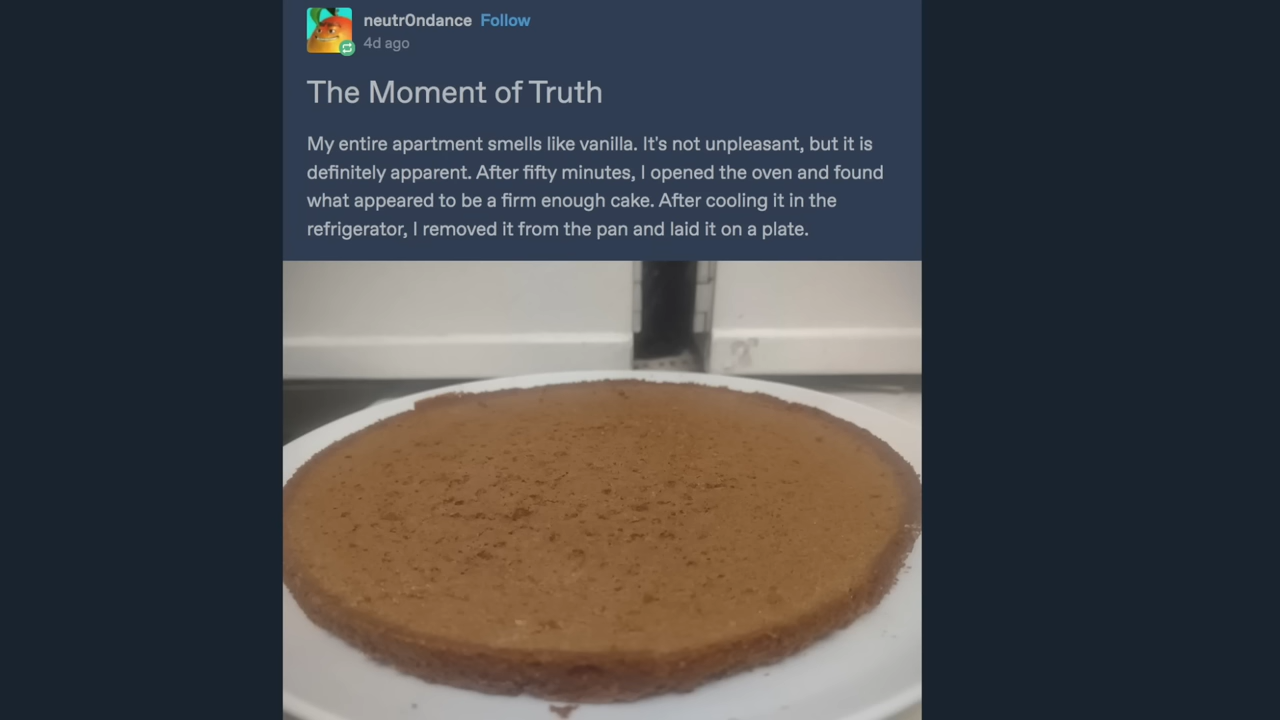 neutr0ndance Follow
4d ago
The Moment of Truth
My entire apartment smells like vanilla. It's not unpleasant, but it is
definitely apparent. After fifty minutes, I opened the oven and found
what appeared to be a firm enough cake. After cooling it in the
refrigerator, I removed it from the pan and laid it on a plate.